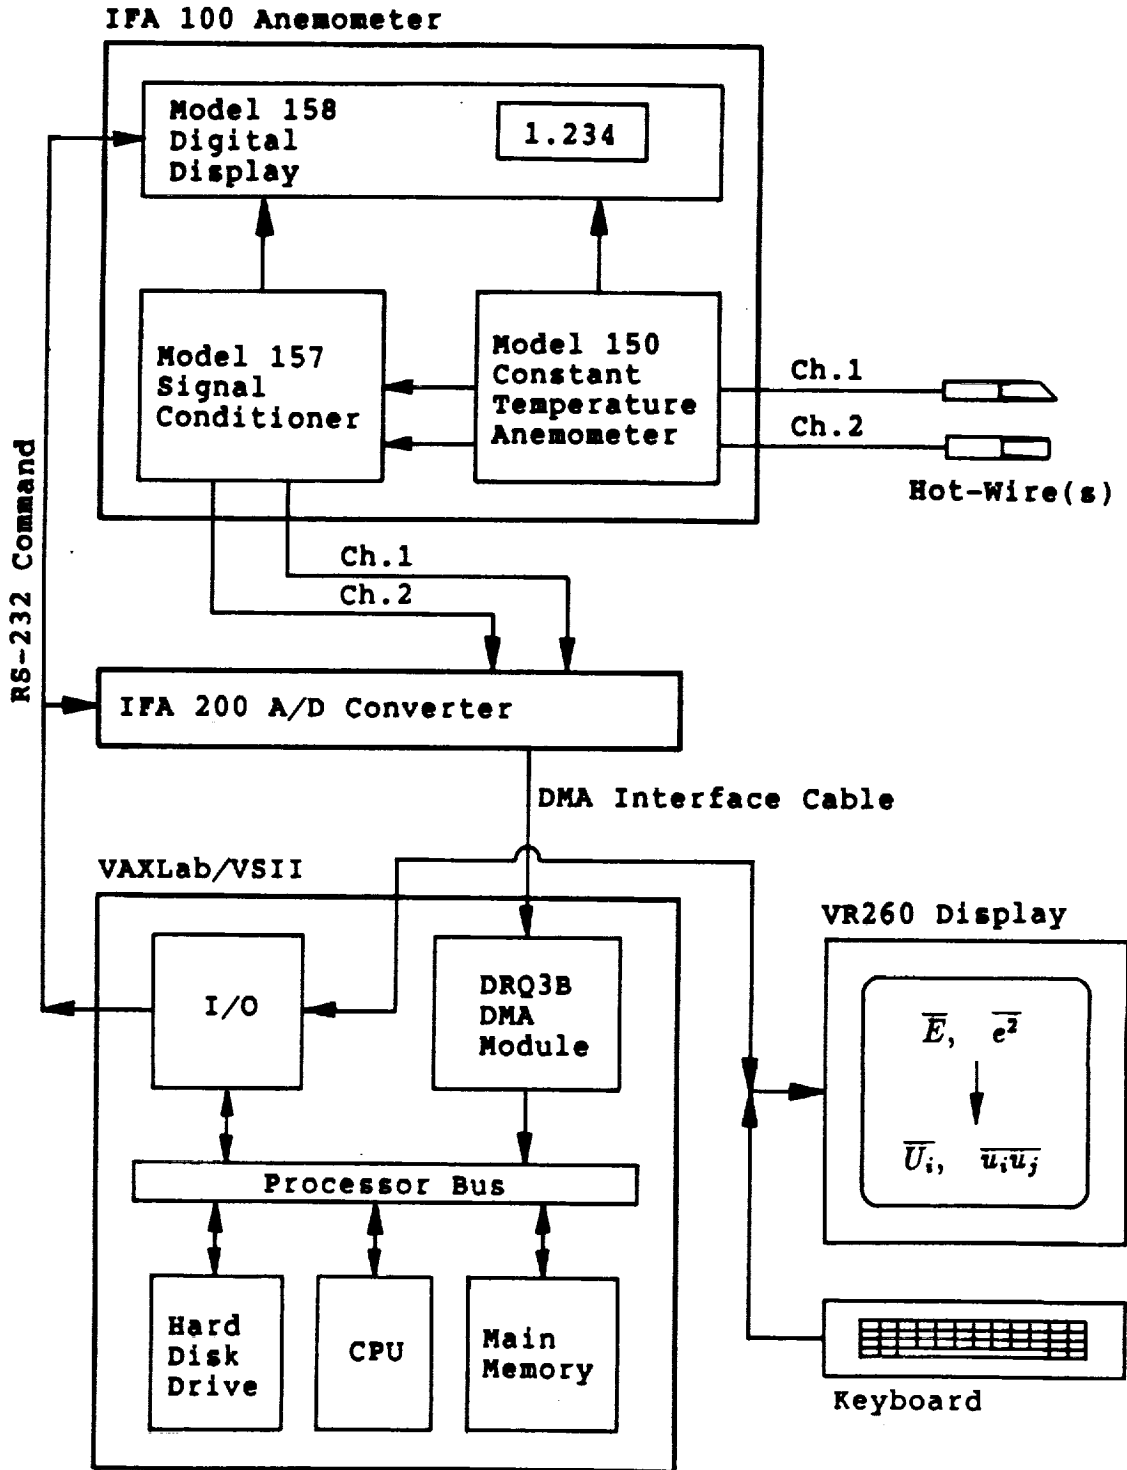 IFA 100 Anemometer
Model 158
Digital
Display
1.234
Model 157
Signal
Conditioner
Model 150
Constant
Temperature
Anemometer
Ch.1
Ch.2
Hot-Wire(s)
RS-232 Command
Ch.1
Ch.2
IFA 200 A/D Converter
DMA Interface Cable
VAXLab/VSII
I/O
DRQ3B
DMA
Module
Processor Bus
Hard
Disk
Drive
CPU
Main
Memory
VR260 Display
E̅, e²̅
U̅ᵢ, u̅ᵢu̅ⱼ
Keyboard